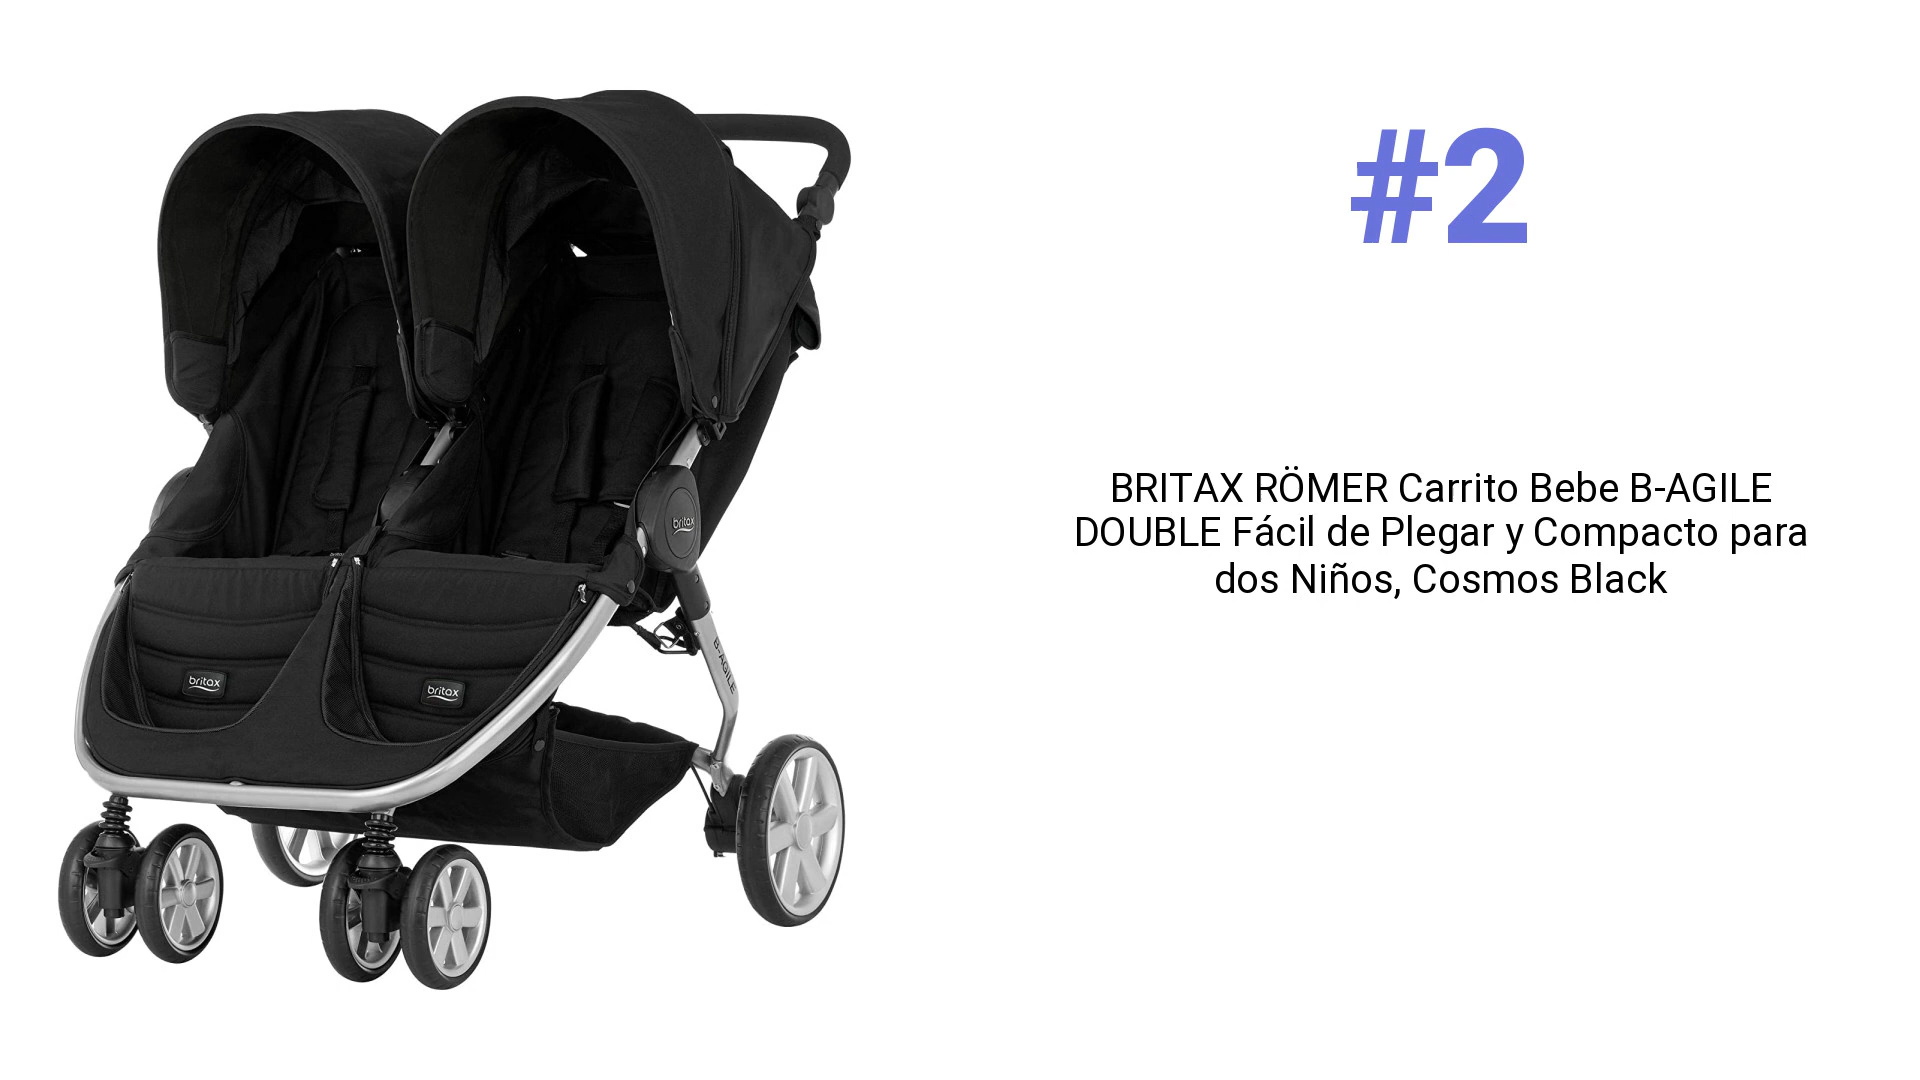 #2
BRITAX RÖMER Carrito Bebe B-AGILE
DOUBLE Fácil de Plegar y Compacto para
dos Niños, Cosmos Black
britax
britax
britax
B-AGILE